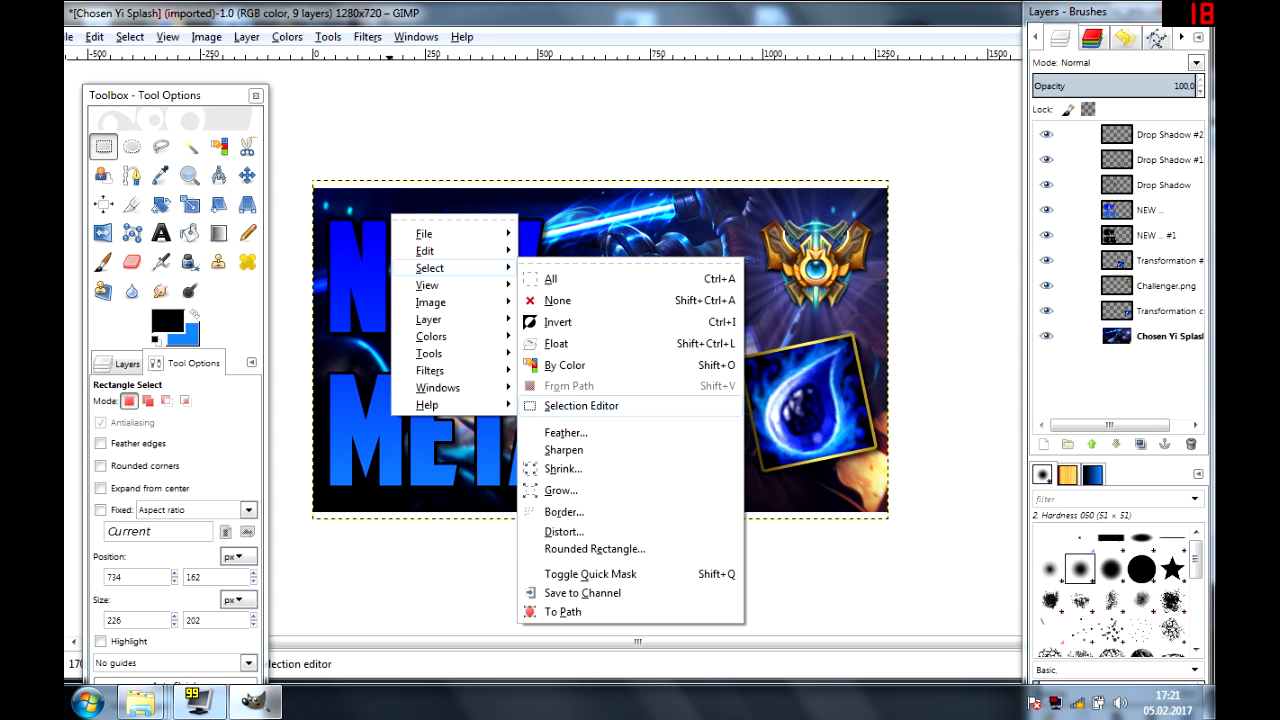 *[Chosen Yi Splash] (imported)-1.0 (RGB color, 9 layers) 1280x720 – GIMP
Layers - Brushes
18
le Edit Select View Image Layer Colors Tools Filters Windows Help
-500 -250 0 250 500 750 1000 1250 1500
Mode: Normal
Opacity 100,0
Lock:
Toolbox - Tool Options
Drop Shadow #2
Drop Shadow #1
Drop Shadow
NEW ...
NEW ... #1
Transformation #
Challenger.png
Transformation c
Chosen Yi Splash
N
META
File
Edit
Select
View
Image
Layer
Colors
Tools
Filters
Windows
Help
All Ctrl+A
None Shift+Ctrl+A
Invert Ctrl+I
Float Shift+Ctrl+L
By Color Shift+O
From Path Shift+V
Selection Editor
Feather...
Sharpen
Shrink...
Grow...
Border...
Distort...
Rounded Rectangle...
Toggle Quick Mask Shift+Q
Save to Channel
To Path
Layers Tool Options
Rectangle Select
Mode:
Antialiasing
Feather edges
Rounded corners
Expand from center
Fixed: Aspect ratio
Current
Position: px
734 162
Size: px
226 202
Highlight
No guides
170
lection editor
filter
2. Hardness 050 (51 × 51)
Basic,
99
17:21
05.02.2017